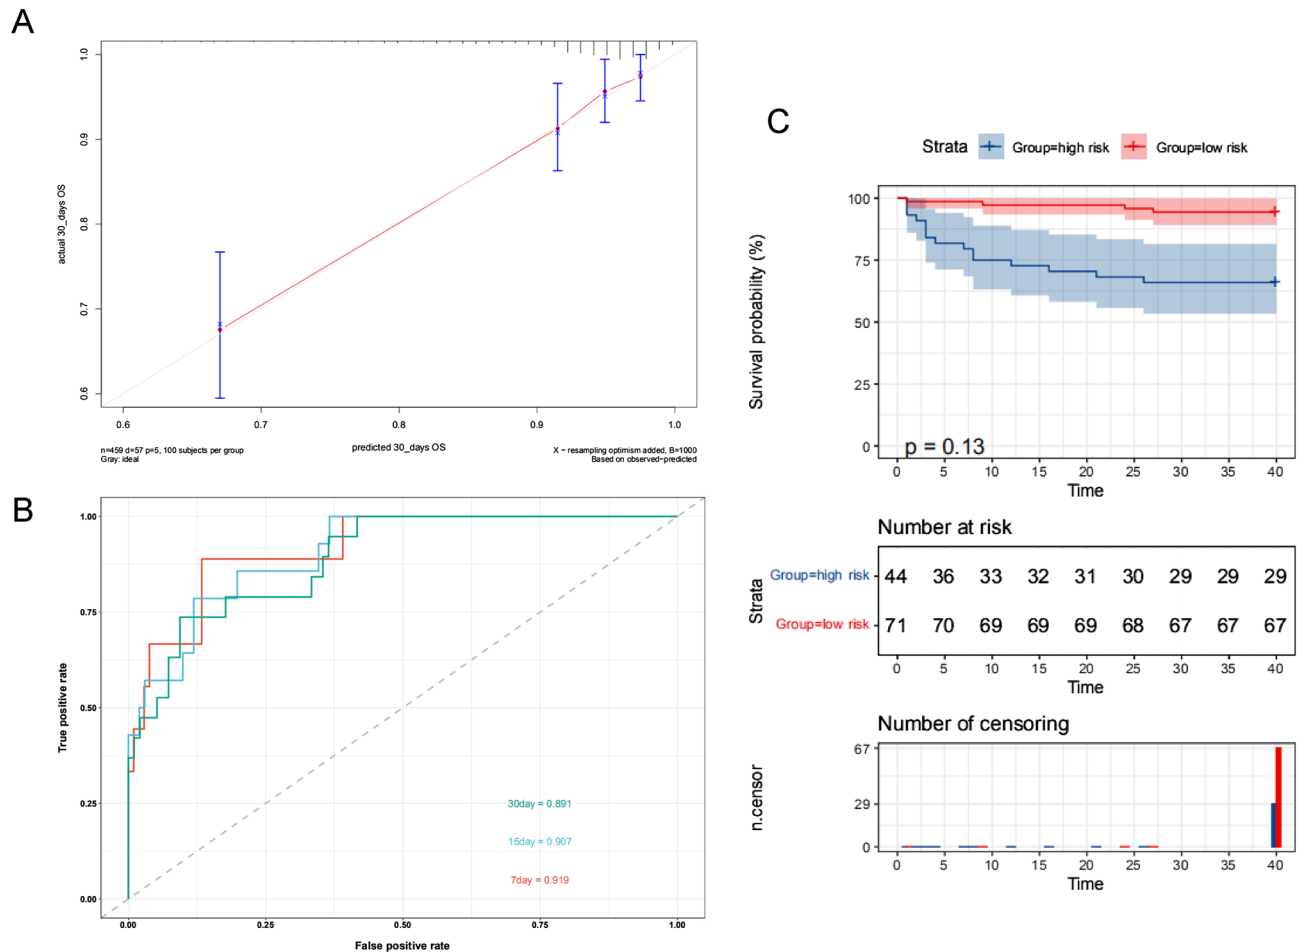 A
1.0
0.9
0.8
0.7
0.6
actual 30_days OS
0.6 0.7 0.8 0.9 1.0
predicted 30_days OS
n=459 d=57 p=5, 100 subjects per group
Gray: ideal
X − resampling optimism added, B=1000
Based on observed−predicted
B
1.00
0.75
0.50
0.25
0.00
True positive rate
30day = 0.891
15day = 0.907
7day = 0.919
0.00 0.25 0.50 0.75 1.00
False positive rate
C
Strata Group=high risk Group=low risk
100
75
50
25
0
Survival probability (%)
p = 0.13
0 5 10 15 20 25 30 35 40
Time
Number at risk
Strata
Group=high risk 44 36 33 32 31 30 29 29 29
Group=low risk 71 70 69 69 69 68 67 67 67
0 5 10 15 20 25 30 35 40
Time
Number of censoring
67
29
0
n.censor
0 5 10 15 20 25 30 35 40
Time